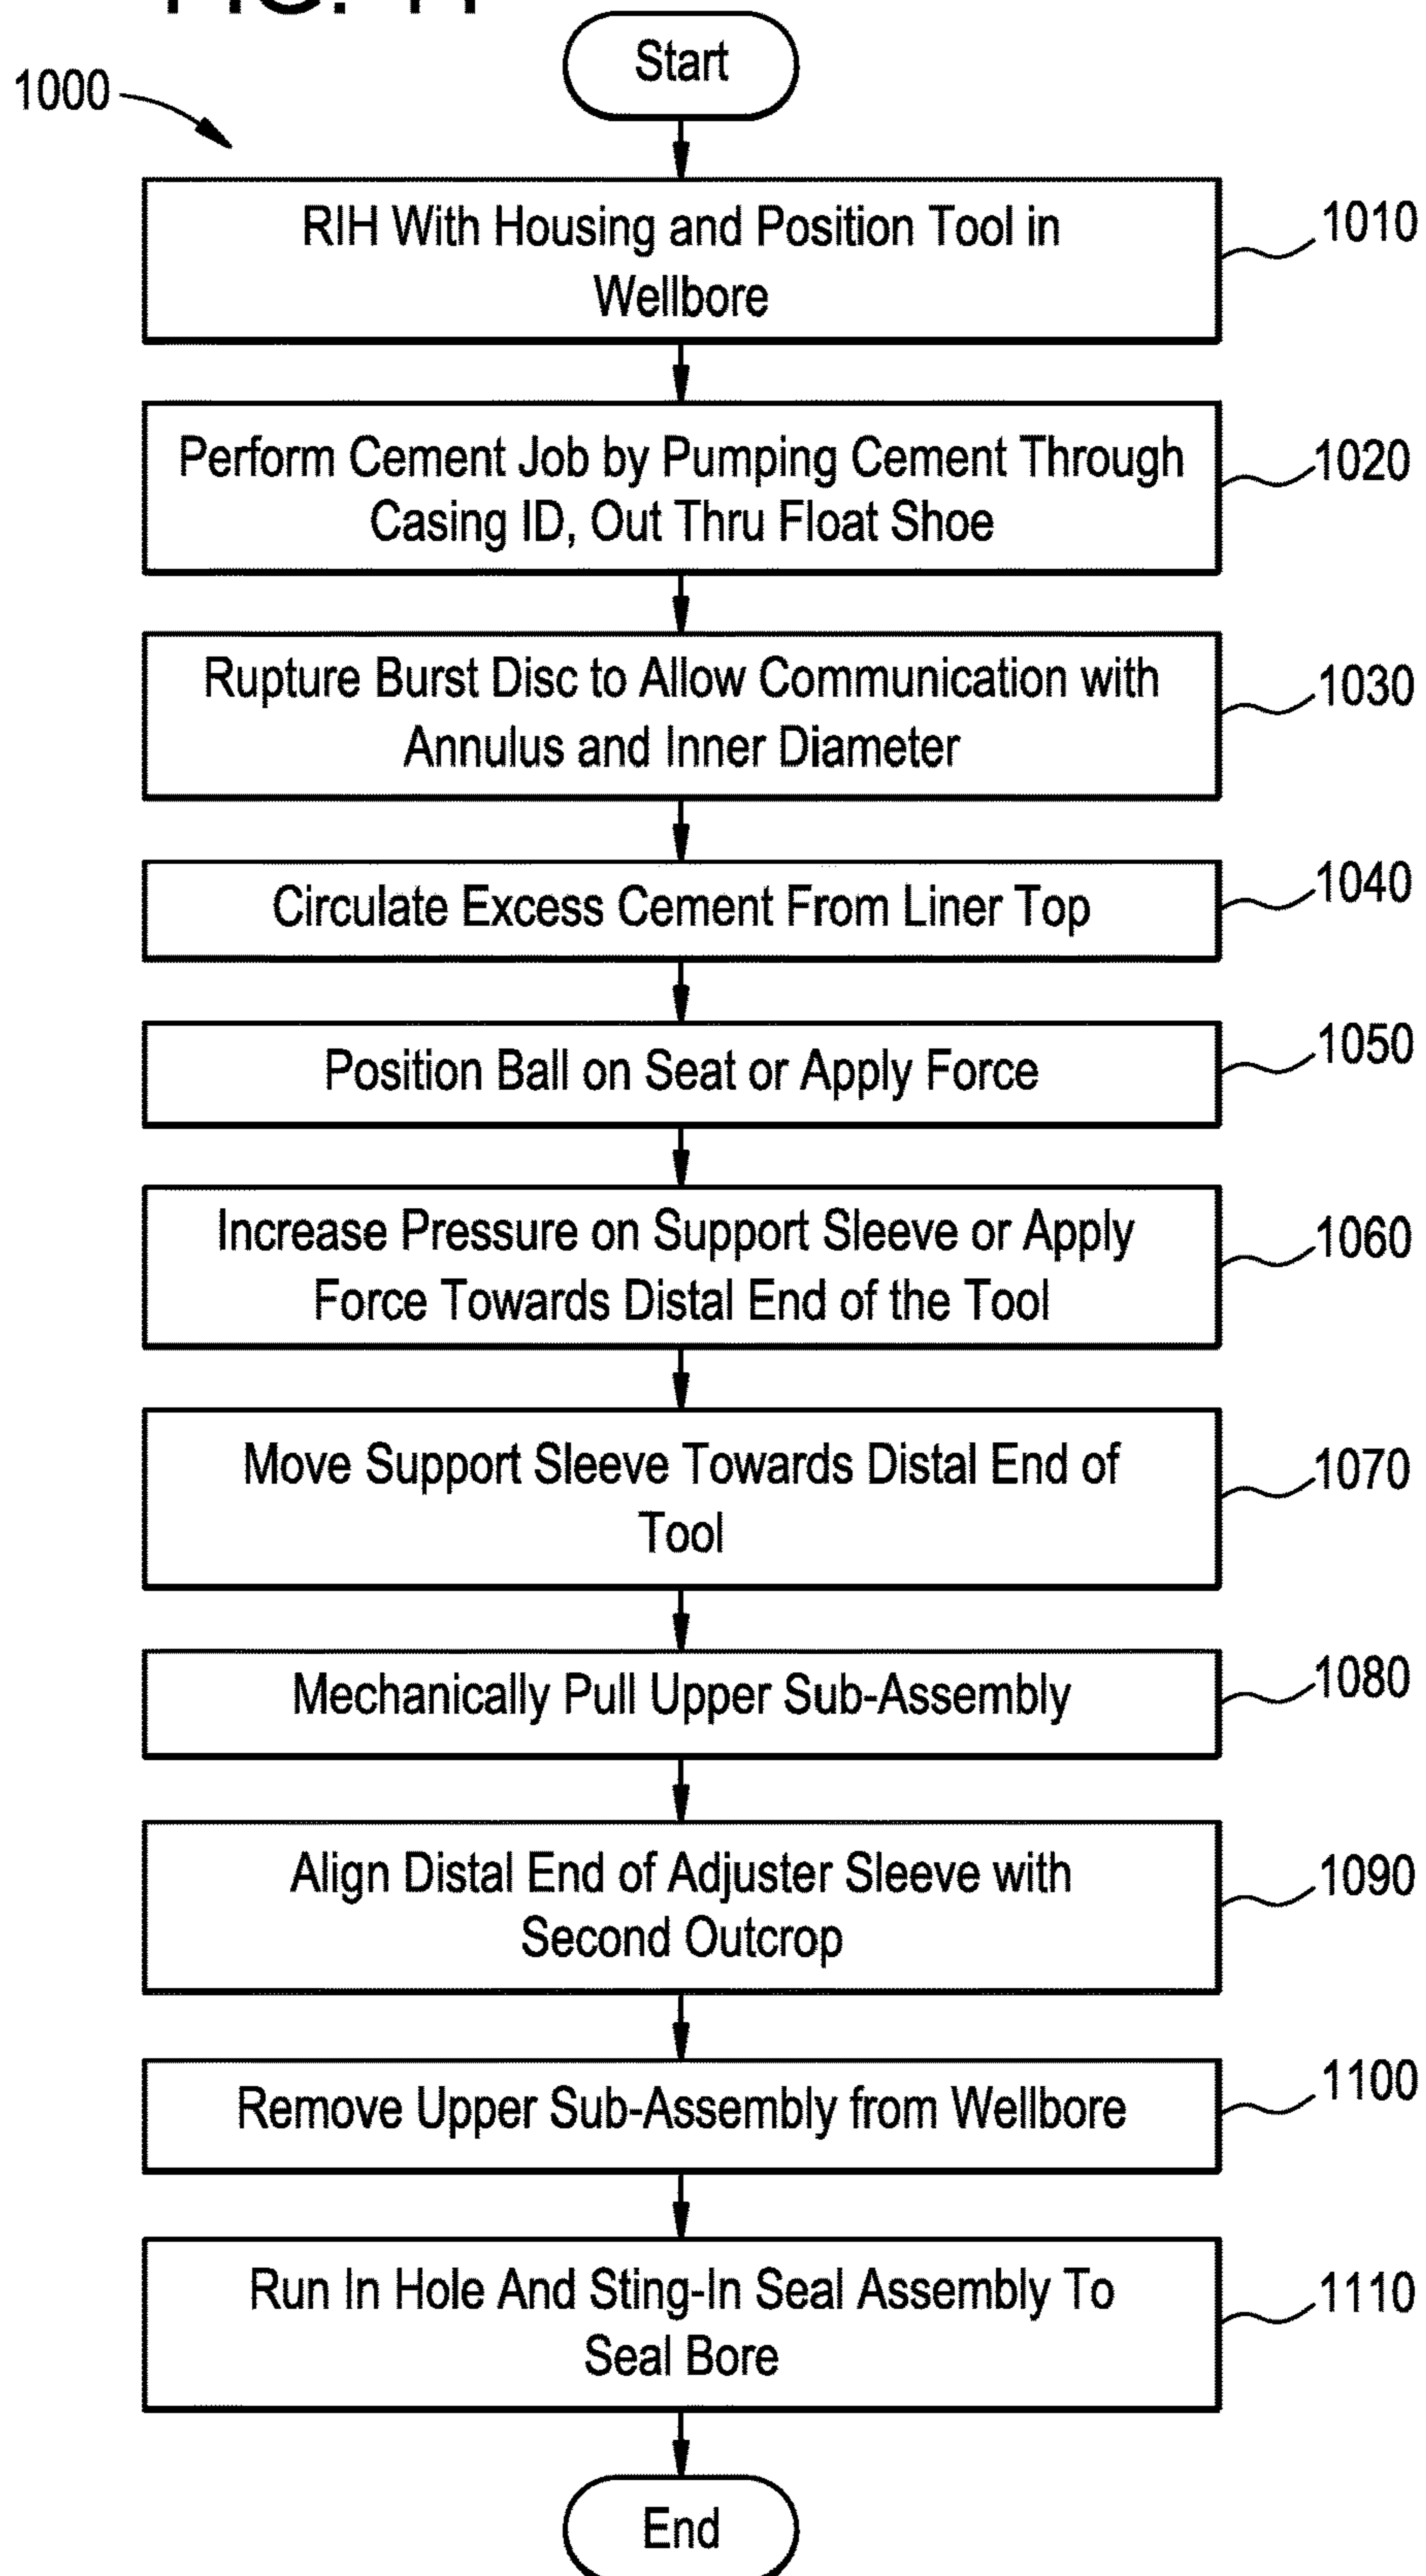 FIG. 11
Start
1000
RIH With Housing and Position Tool in
Wellbore
1010
Perform Cement Job by Pumping Cement Through
Casing ID, Out Thru Float Shoe
1020
Rupture Burst Disc to Allow Communication with
Annulus and Inner Diameter
1030
Circulate Excess Cement From Liner Top
1040
Position Ball on Seat or Apply Force
1050
Increase Pressure on Support Sleeve or Apply
Force Towards Distal End of the Tool
1060
Move Support Sleeve Towards Distal End of
Tool
1070
Mechanically Pull Upper Sub-Assembly
1080
Align Distal End of Adjuster Sleeve with
Second Outcrop
1090
Remove Upper Sub-Assembly from Wellbore
1100
Run In Hole And Sting-In Seal Assembly To
Seal Bore
1110
End